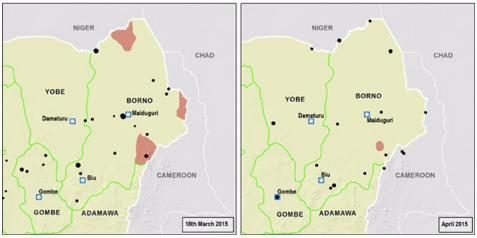 NIGER
CHAD
YOBE
BORNO
Damaturu
Maiduguri
Biu
Gombe
CAMEROON
GOMBE
ADAMAWA
18th March 2015
NIGER
CHAD
YOBE
BORNO
Damaturu
Maiduguri
Biu
Gombe
CAMEROON
GOMBE
ADAMAWA
April 2015